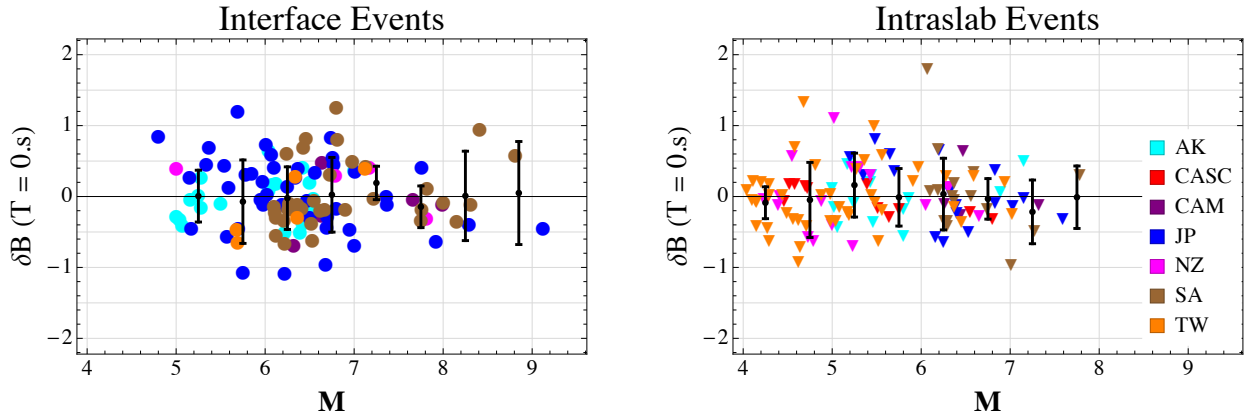 Interface Events
2
1
0
−1
−2
δB (T = 0.s)
4 5 6 7 8 9
M
Intraslab Events
2
1
0
−1
−2
δB (T = 0.s)
4 5 6 7 8 9
M
AK
CASC
CAM
JP
NZ
SA
TW